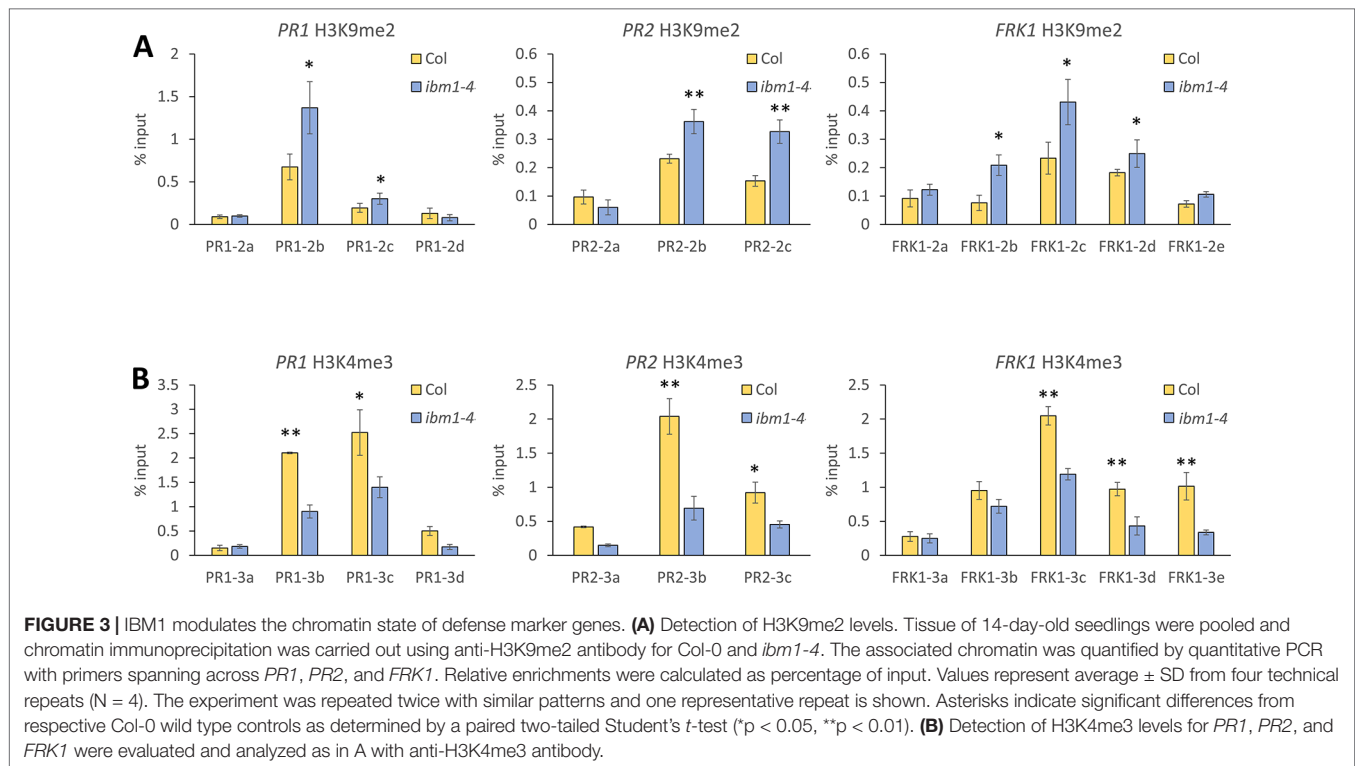 A
PR1 H3K9me2
% input
2
1.5
1
0.5
0
Col
ibm1-4
*
*
PR1-2a PR1-2b PR1-2c PR1-2d
PR2 H3K9me2
% input
0.6
0.5
0.4
0.3
0.2
0.1
0
Col
ibm1-4
**
**
PR2-2a PR2-2b PR2-2c
FRK1 H3K9me2
% input
0.6
0.5
0.4
0.3
0.2
0.1
0
Col
ibm1-4
*
*
*
FRK1-2a FRK1-2b FRK1-2c FRK1-2d FRK1-2e
B
PR1 H3K4me3
% input
3.5
3
2.5
2
1.5
1
0.5
0
Col
ibm1-4
**
*
PR1-3a PR1-3b PR1-3c PR1-3d
PR2 H3K4me3
% input
2.5
2
1.5
1
0.5
0
Col
ibm1-4
**
*
PR2-3a PR2-3b PR2-3c
FRK1 H3K4me3
% input
2.5
2
1.5
1
0.5
0
Col
ibm1-4
**
**
**
FRK1-3a FRK1-3b FRK1-3c FRK1-3d FRK1-3e
FIGURE 3 | IBM1 modulates the chromatin state of defense marker genes. (A) Detection of H3K9me2 levels. Tissue of 14-day-old seedlings were pooled and
chromatin immunoprecipitation was carried out using anti-H3K9me2 antibody for Col-0 and ibm1-4. The associated chromatin was quantified by quantitative PCR
with primers spanning across PR1, PR2, and FRK1. Relative enrichments were calculated as percentage of input. Values represent average ± SD from four technical
repeats (N = 4). The experiment was repeated twice with similar patterns and one representative repeat is shown. Asterisks indicate significant differences from
respective Col-0 wild type controls as determined by a paired two-tailed Student's t-test (*p < 0.05, **p < 0.01). (B) Detection of H3K4me3 levels for PR1, PR2, and
FRK1 were evaluated and analyzed as in A with anti-H3K4me3 antibody.